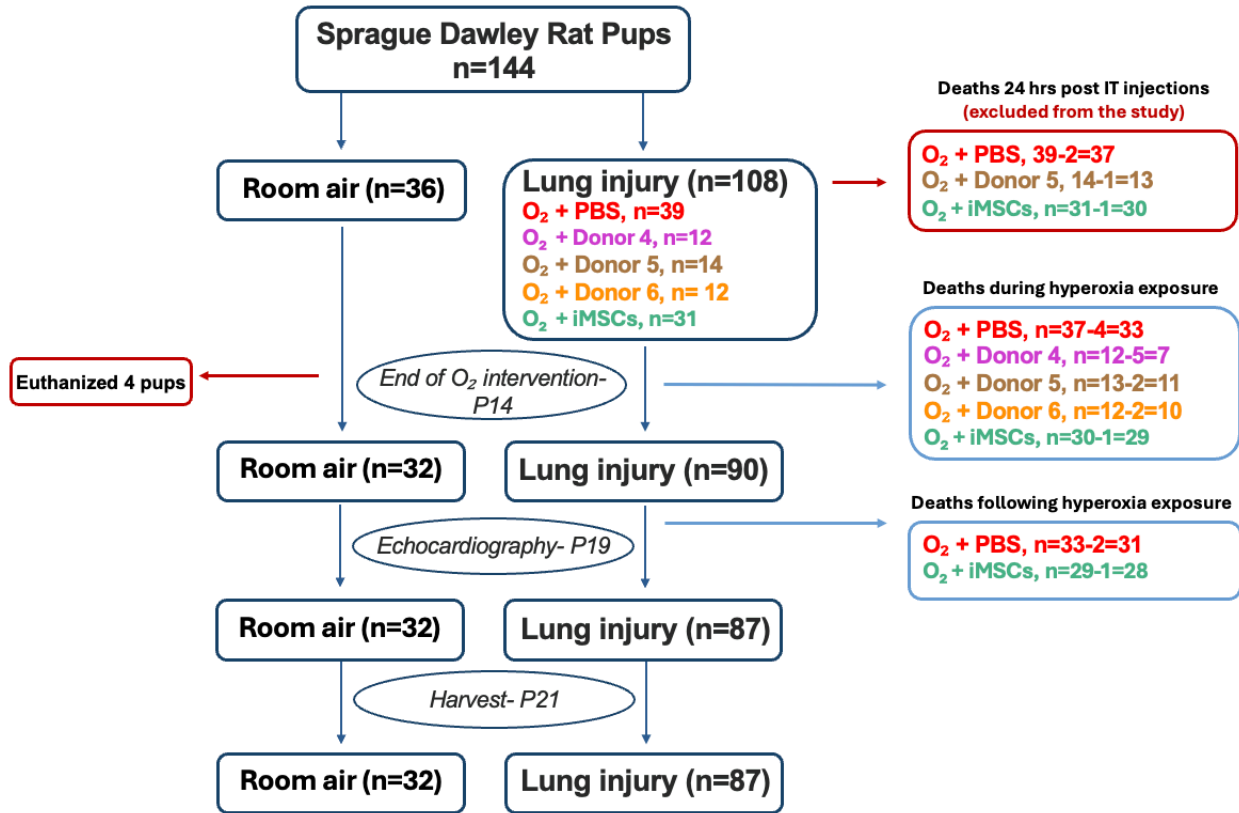 Sprague Dawley Rat Pups
n=144
Deaths 24 hrs post IT injections
(excluded from the study)
O₂ + PBS, 39-2=37
O₂ + Donor 5, 14-1=13
O₂ + iMSCs, n=31-1=30
Room air (n=36)
Lung injury (n=108)
O₂ + PBS, n=39
O₂ + Donor 4, n=12
O₂ + Donor 5, n=14
O₂ + Donor 6, n= 12
O₂ + iMSCs, n=31
Deaths during hyperoxia exposure
O₂ + PBS, n=37-4=33
O₂ + Donor 4, n=12-5=7
O₂ + Donor 5, n=13-2=11
O₂ + Donor 6, n=12-2=10
O₂ + iMSCs, n=30-1=29
Euthanized 4 pups
End of O₂ intervention-
P14
Room air (n=32)
Lung injury (n=90)
Deaths following hyperoxia exposure
O₂ + PBS, n=33-2=31
O₂ + iMSCs, n=29-1=28
Echocardiography- P19
Room air (n=32)
Lung injury (n=87)
Harvest- P21
Room air (n=32)
Lung injury (n=87)